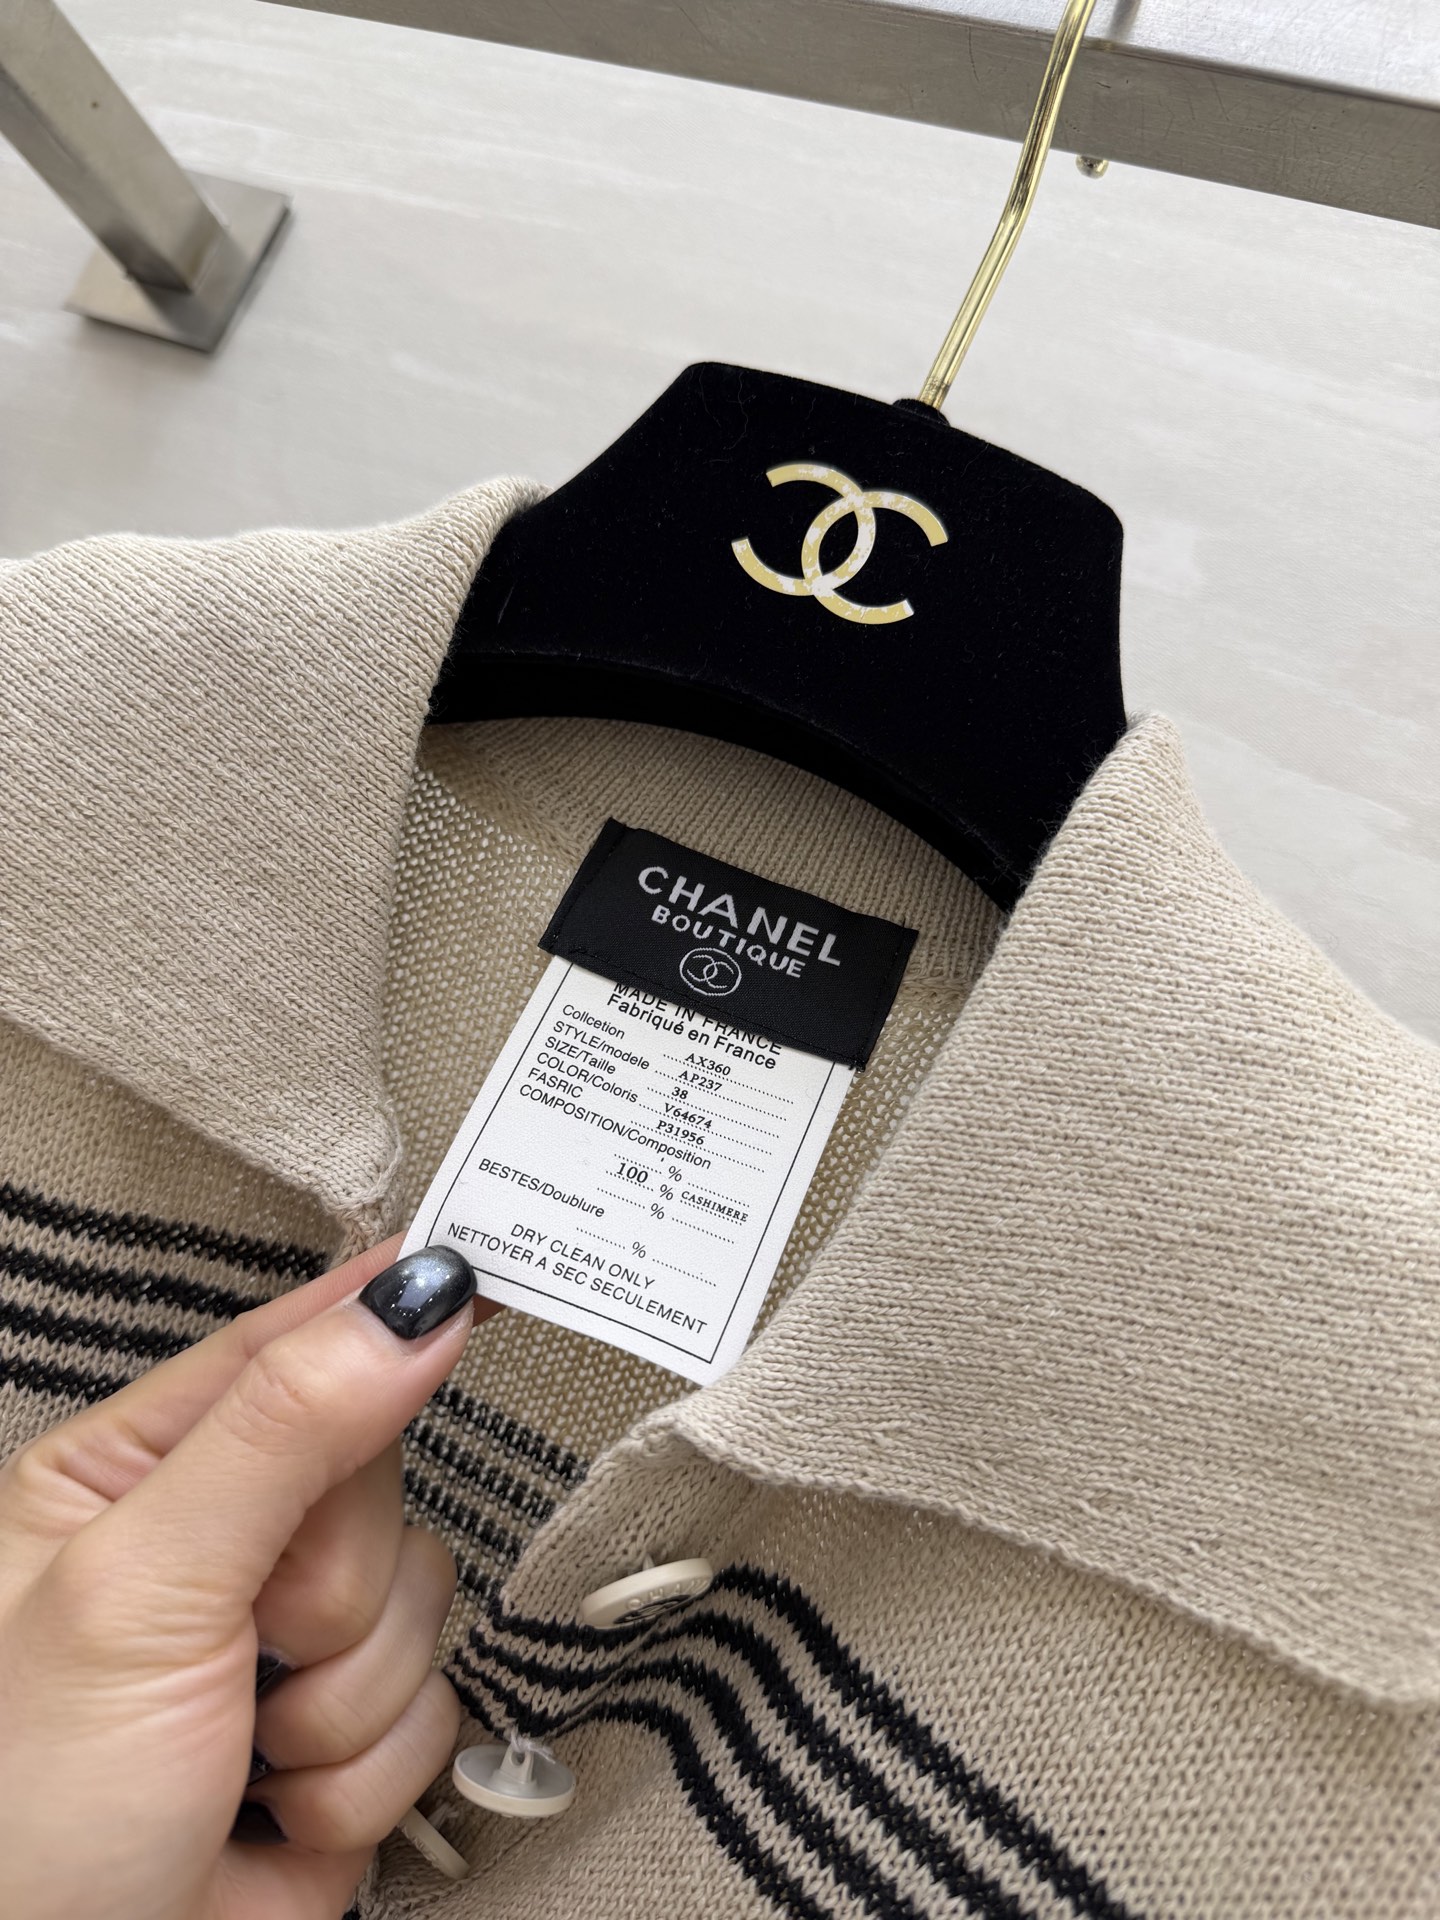 CHANEL
BOUTIQUE
MADE IN FRANCE
Fabriqué en France
Collcetion AX360
STYLE/modele AP237
SIZE/Taille 38
COLOR/Coloris V64674
FASRIC P31956
COMPOSITION/Composition
%
100 % CASHIMERE
%
BESTES/Doublure
%
DRY CLEAN ONLY
NETTOYER A SEC SECULEMENT